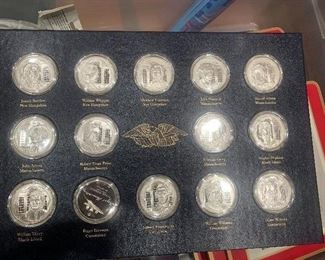 Josiah Bartlett
New Hampshire
William Whipple
New Hampshire
Matthew Thornton
New Hampshire
John Hancock
Massachusetts
Samuel Adams
Massachusetts
John Adams
Massachusetts
Robert Treat Paine
Massachusetts
Elbridge Gerry
Massachusetts
Stephen Hopkins
Rhode Island
William Ellery
Rhode Island
Roger Sherman
Connecticut
Samuel Huntington
Connecticut
William Williams
Connecticut
Oliver Wolcott
Connecticut